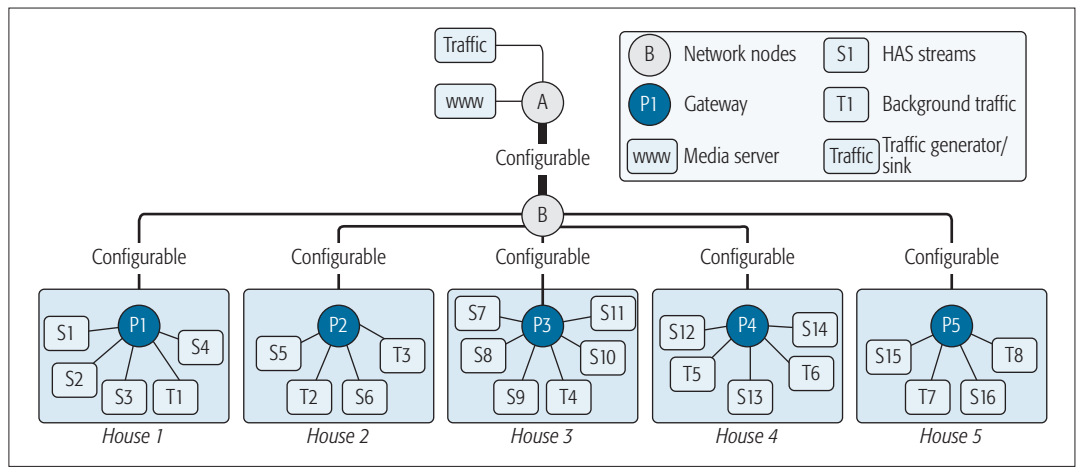 Traffic
www
A
Configurable
B
B
Network nodes
S1
HAS streams
P1
Gateway
T1
Background traffic
www
Media server
Traffic
Traffic generator/
sink
Configurable
Configurable
Configurable
Configurable
Configurable
P1
S1
S2
S3
T1
S4
House 1
P2
S5
T2
S6
T3
House 2
P3
S7
S8
S9
T4
S10
S11
House 3
P4
S12
T5
S13
T6
S14
House 4
P5
S15
T7
S16
T8
House 5